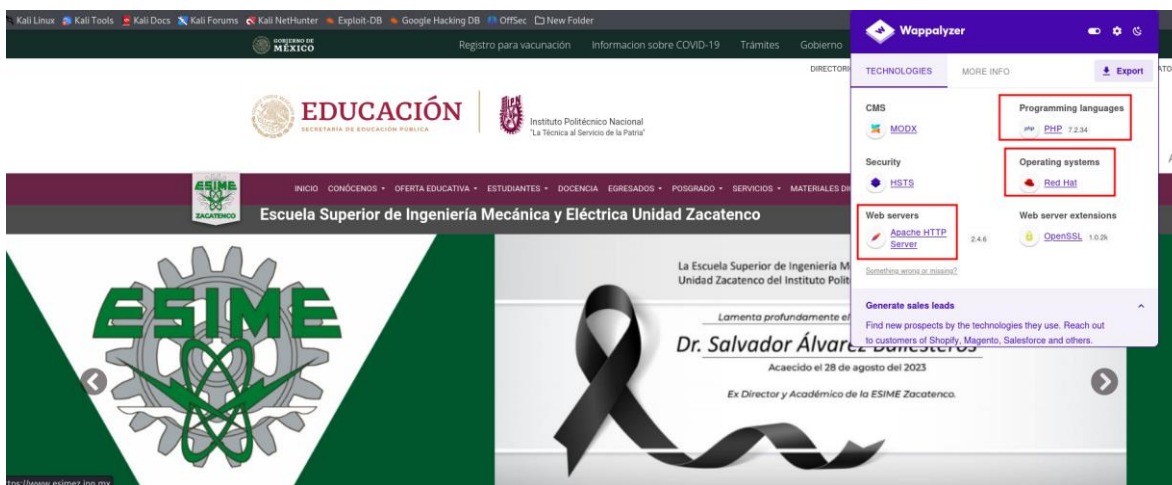 Kali Linux Kali Tools Kali Docs Kali Forums Kali NetHunter Exploit-DB Google Hacking DB OffSec New Folder
GOBIERNO DE
MÉXICO
Registro para vacunación Informacion sobre COVID-19 Trámites Gobierno
EDUCACIÓN
SECRETARÍA DE EDUCACIÓN PÚBLICA
Instituto Politécnico Nacional
"La Técnica al Servicio de la Patria"
ESIME
ZACATENCO
INICIO CONÓCENOS OFERTA EDUCATIVA ESTUDIANTES DOCENCIA EGRESADOS POSGRADO SERVICIOS MATERIALES
Escuela Superior de Ingeniería Mecánica y Eléctrica Unidad Zacatenco
ESIME
La Escuela Superior de Ingeniería
Unidad Zacatenco del Instituto
Lamenta profundamente el
Dr. Salvador Álvarez Ballesteros
Acaecido el 28 de agosto del 2023
Ex Director y Académico de la ESIME Zacatenco.
Wappalyzer
TECHNOLOGIES MORE INFO Export
CMS
MODX
Programming languages
php PHP 7.2.34
Security
HSTS
Operating systems
Red Hat
Web servers
Apache HTTP
Server 2.4.6
Web server extensions
OpenSSL 1.0.2k
Something wrong or missing?
Generate sales leads
Find new prospects by the technologies they use. Reach out
to customers of Shopify, Magento, Salesforce and others.